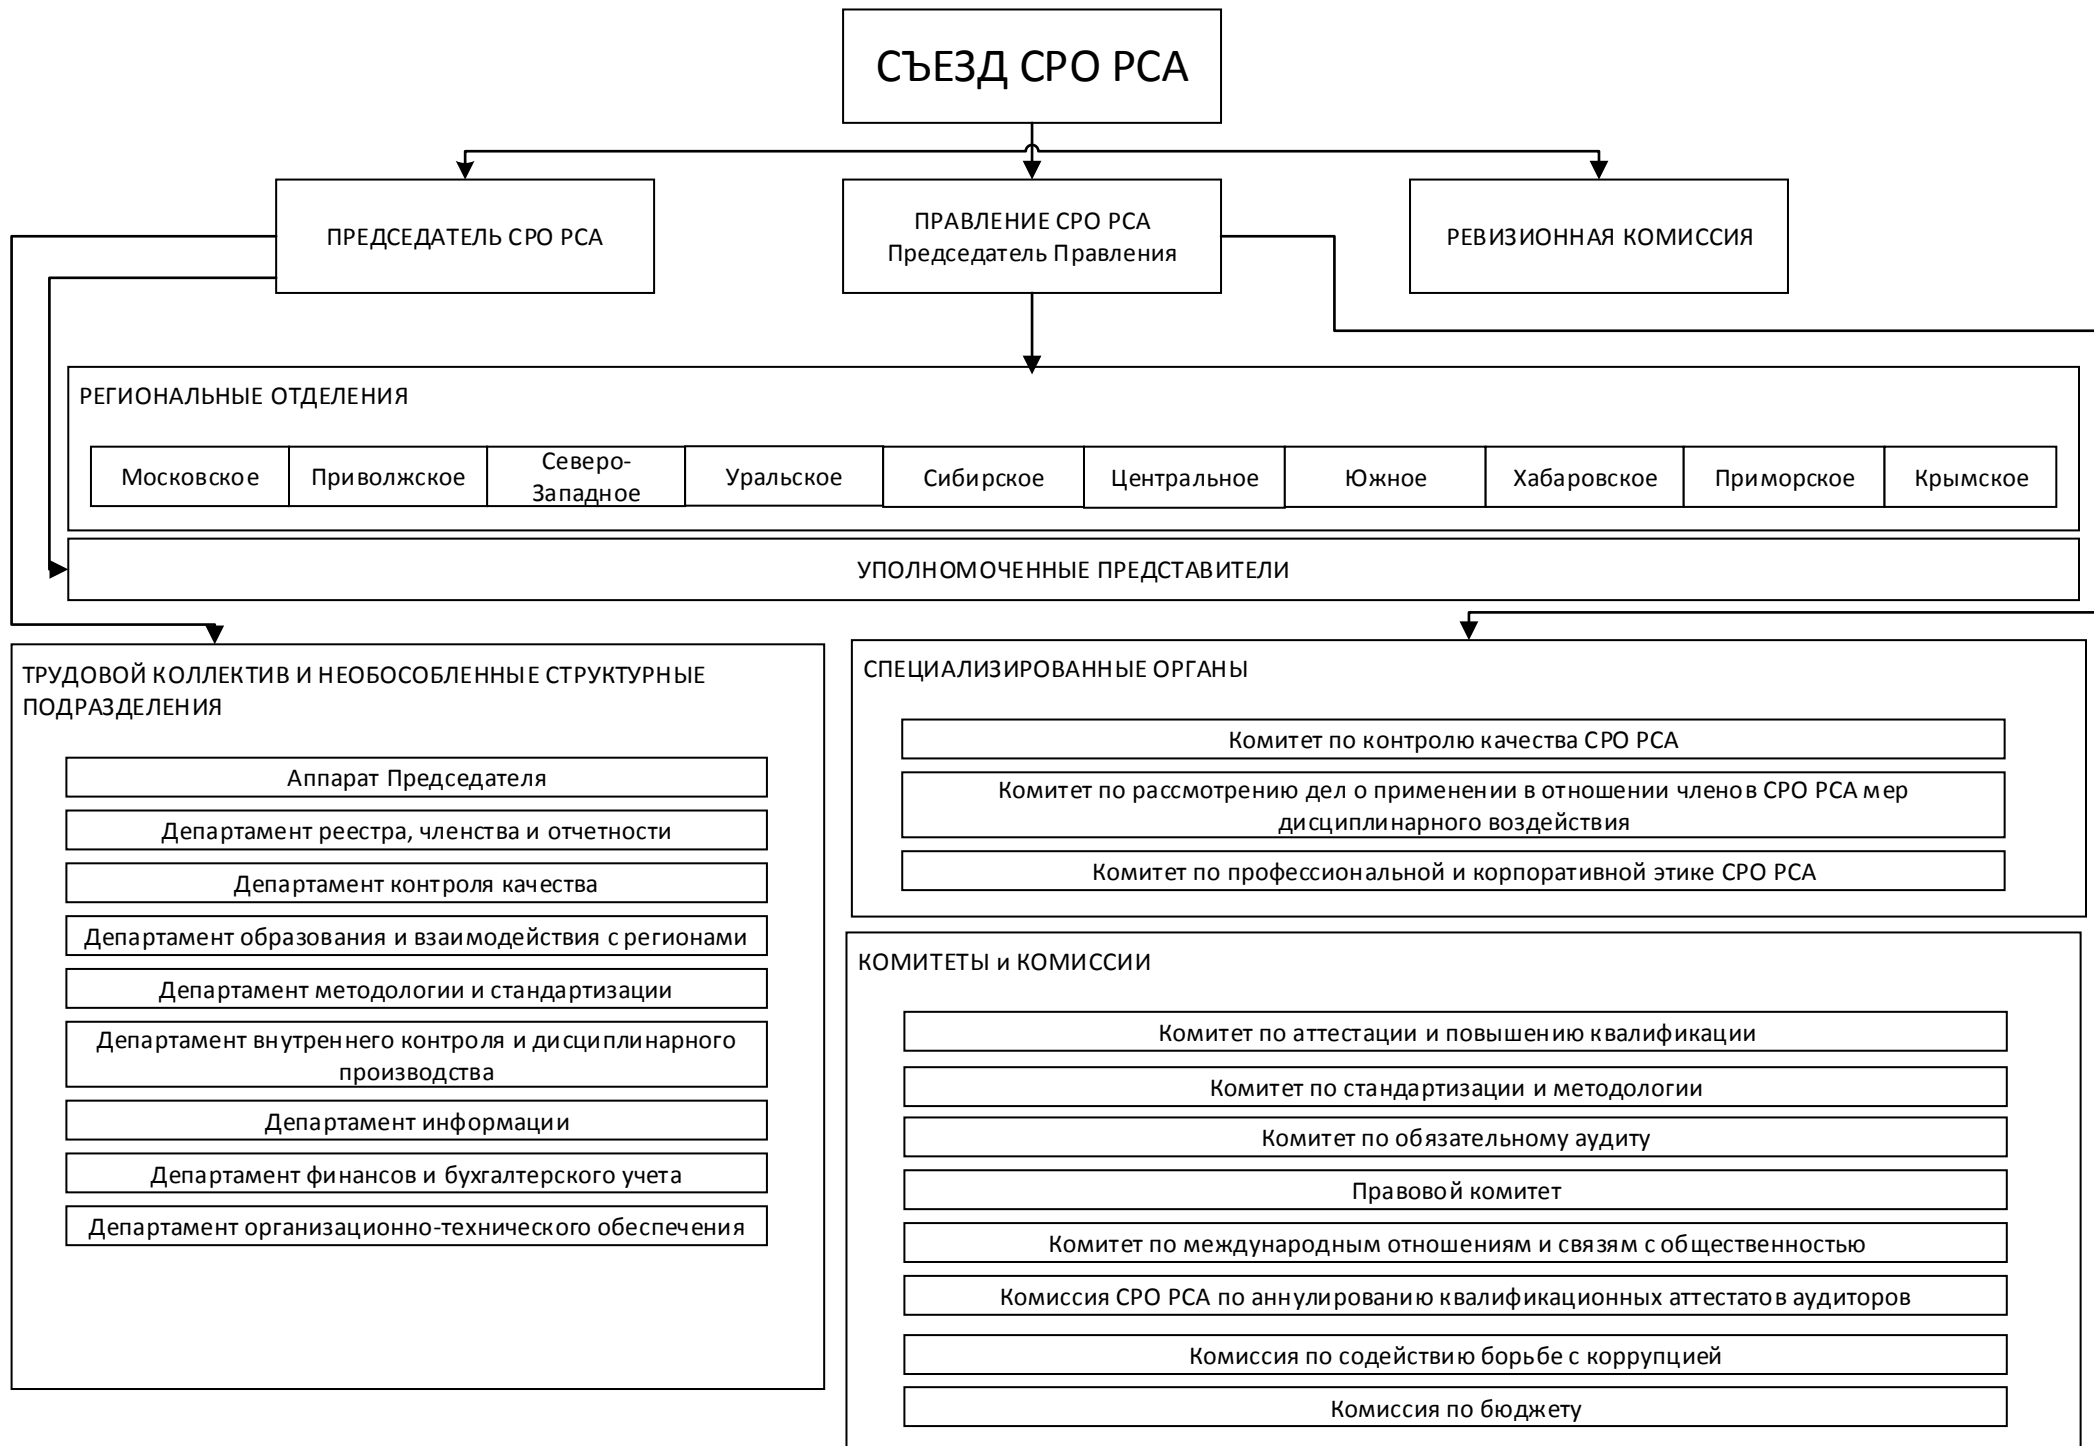 СЪЕЗД СРО РСА
ПРЕДСЕДАТЕЛЬ СРО РСА
ПРАВЛЕНИЕ СРО РСА
Председатель Правления
РЕВИЗИОННАЯ КОМИССИЯ
РЕГИОНАЛЬНЫЕ ОТДЕЛЕНИЯ
Московское
Приволжское
Северо-
Западное
Уральское
Сибирское
Центральное
Южное
Хабаровское
Приморское
Крымское
УПОЛНОМОЧЕННЫЕ ПРЕДСТАВИТЕЛИ
ТРУДОВОЙ КОЛЛЕКТИВ И НЕОБОСОБЛЕННЫЕ СТРУКТУРНЫЕ
ПОДРАЗДЕЛЕНИЯ
Аппарат Председателя
Департамент реестра, членства и отчетности
Департамент контроля качества
Департамент образования и взаимодействия с регионами
Департамент методологии и стандартизации
Департамент внутреннего контроля и дисциплинарного
производства
Департамент информации
Департамент финансов и бухгалтерского учета
Департамент организационно-технического обеспечения
СПЕЦИАЛИЗИРОВАННЫЕ ОРГАНЫ
Комитет по контролю качества СРО РСА
Комитет по рассмотрению дел о применении в отношении членов СРО РСА мер
дисциплинарного воздействия
Комитет по профессиональной и корпоративной этике СРО РСА
КОМИТЕТЫ и КОМИССИИ
Комитет по аттестации и повышению квалификации
Комитет по стандартизации и методологии
Комитет по обязательному аудиту
Правовой комитет
Комитет по международным отношениям и связям с общественностью
Комиссия СРО РСА по аннулированию квалификационных аттестатов аудиторов
Комиссия по содействию борьбе с коррупцией
Комиссия по бюджету